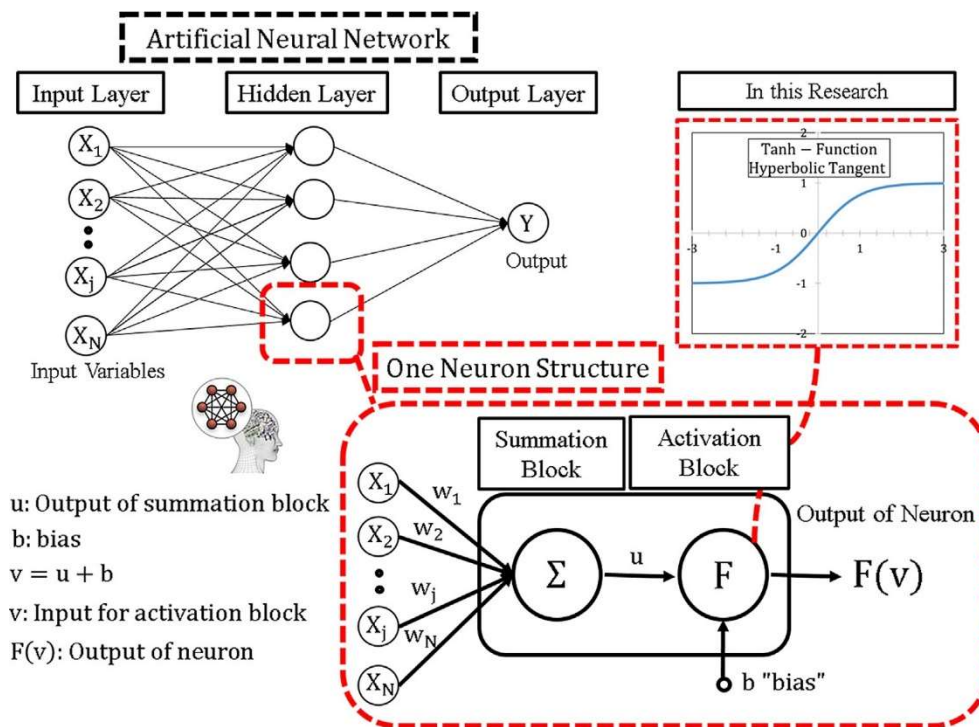 Artificial Neural Network
Input Layer
Hidden Layer
Output Layer
In this Research
X₁
X₂
Xⱼ
X_N
Input Variables
Y
Output
Tanh – Function
Hyperbolic Tangent
2
1
0
-1
-2
-3
-1
1
3
One Neuron Structure
Summation
Block
Activation
Block
X₁
X₂
Xⱼ
X_N
w₁
w₂
wⱼ
w_N
Σ
u
F
Output of Neuron
F(v)
b "bias"
u: Output of summation block
b: bias
v = u + b
v: Input for activation block
F(v): Output of neuron